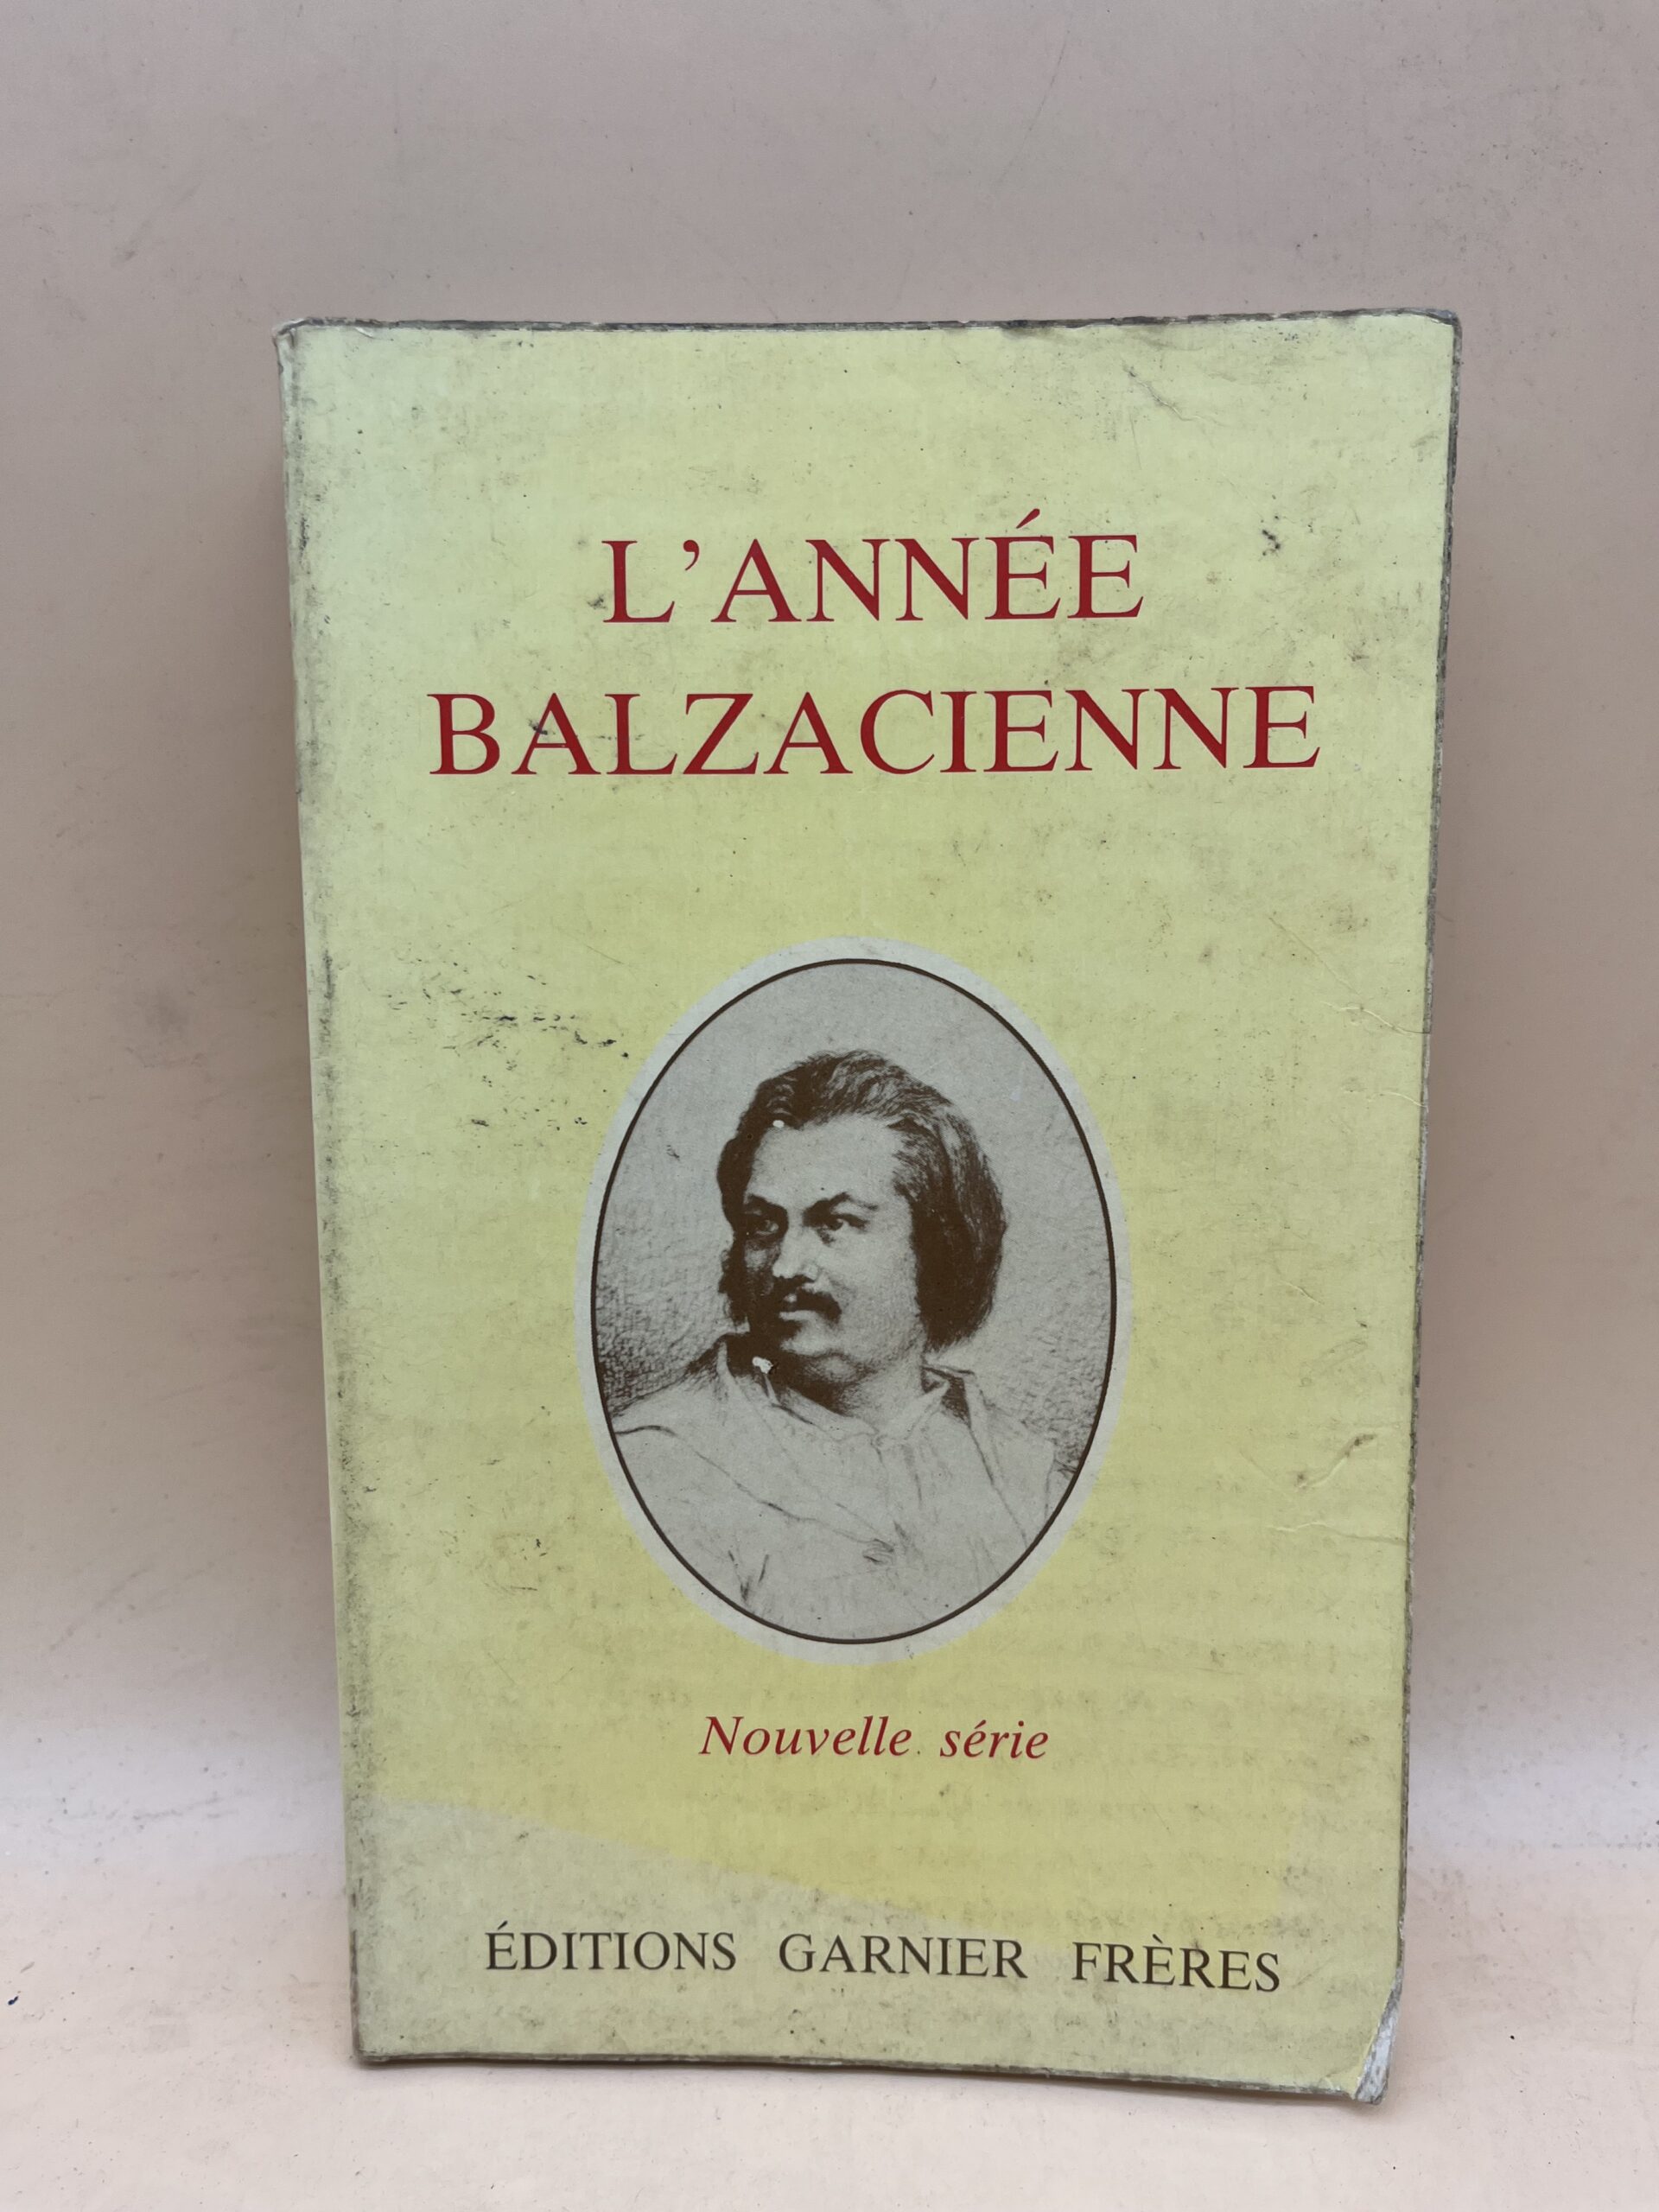 L'ANNÉE
BALZACIENNE
Nouvelle série
ÉDITIONS GARNIER FRÈRES